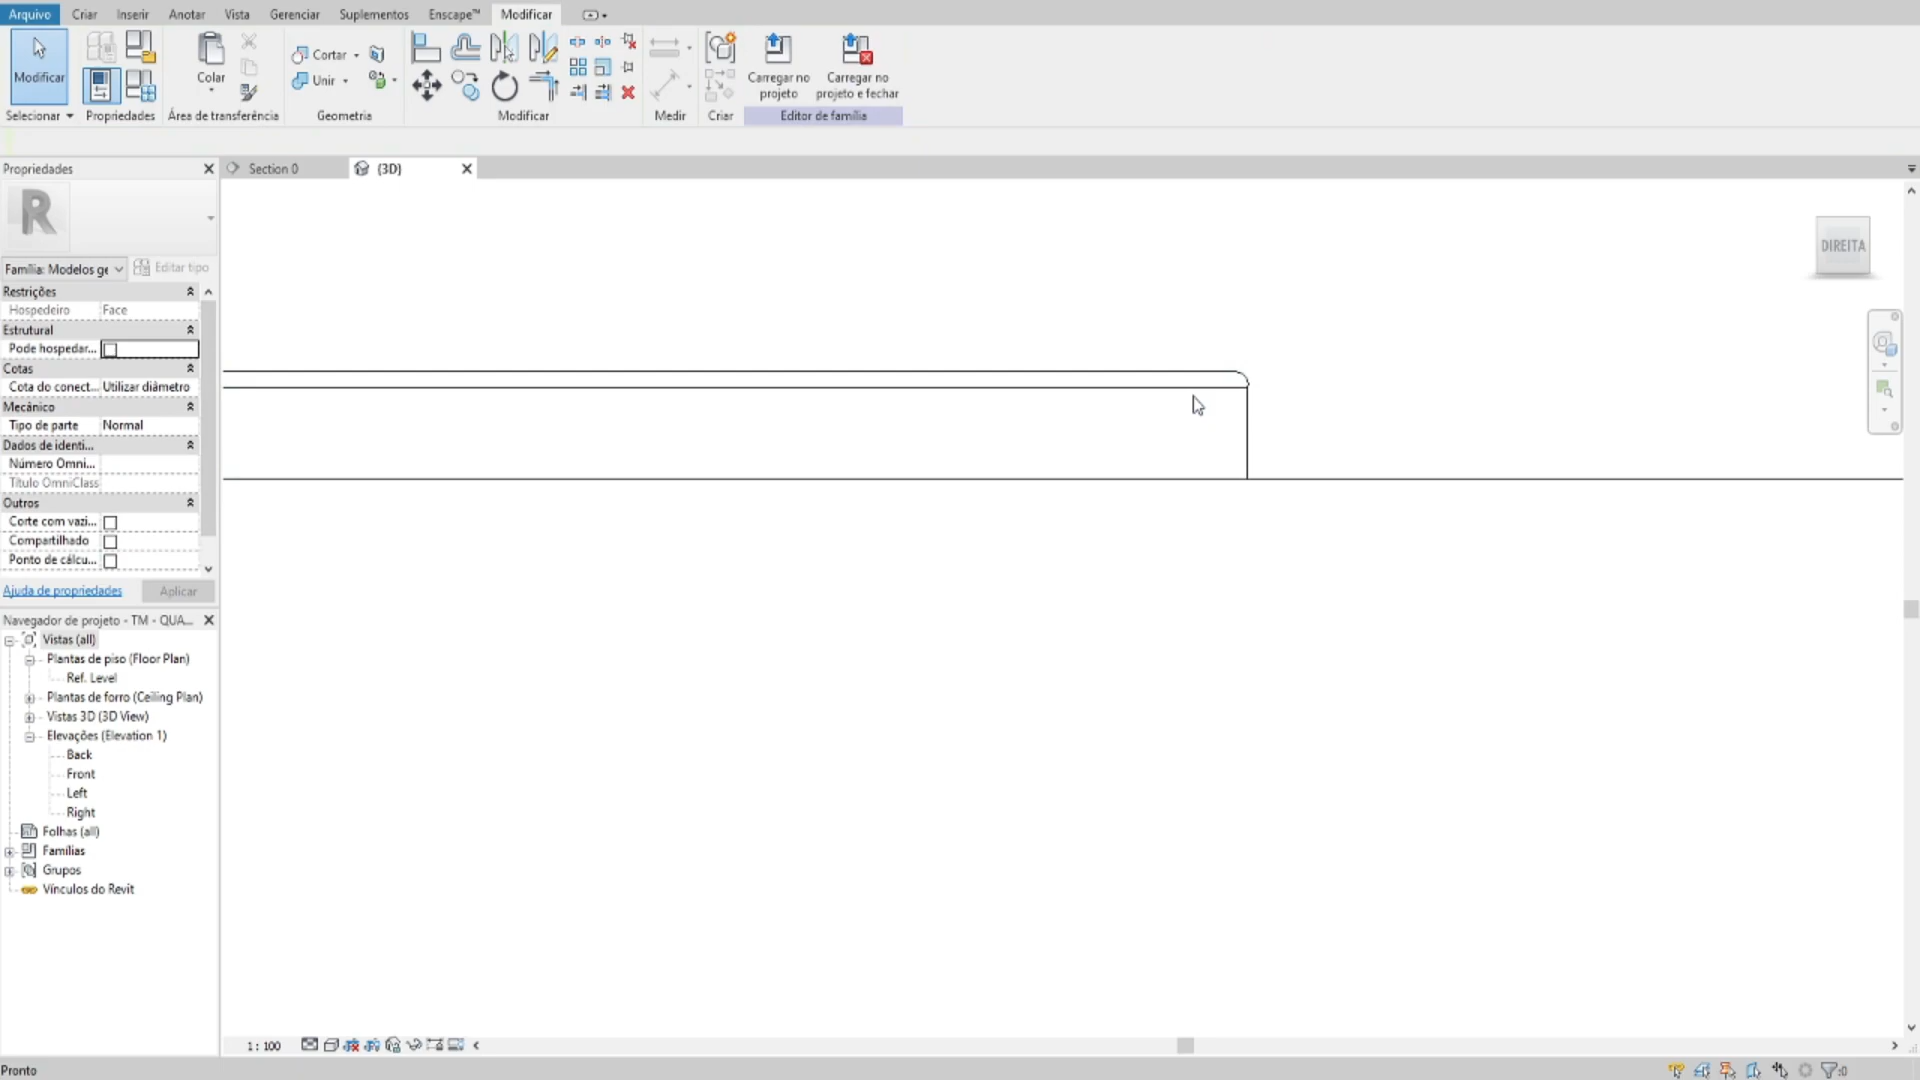 Arquivo Criar Inserir Anotar Vista Gerenciar Suplementos Enscape™ Modificar
Modificar
Colar
Cortar
Unir
Carregar no projeto
Carregar no projeto e fechar
Selecionar Propriedades Área de transferência Geometria Modificar Medir Criar Editor de família
Propriedades
Section 0
{3D}
R
DIREITA
Família: Modelos ge
Editar tipo
Restrições
Hospedeiro Face
Estrutural
Pode hospedar...
Cotas
Cota do conect... Utilizar diâmetro
Mecânico
Tipo de parte Normal
Dados de identi...
Número Omni...
Título OmniClass
Outros
Corte com vazi...
Compartilhado
Ponto de cálcu...
Ajuda de propriedades Aplicar
Navegador de projeto - TM - QUA...
Vistas (all)
Plantas de piso (Floor Plan)
Ref. Level
Plantas de forro (Ceiling Plan)
Vistas 3D (3D View)
Elevações (Elevation 1)
Back
Front
Left
Right
Folhas (all)
Famílias
Grupos
Vínculos do Revit
1 : 100
Pronto
:0